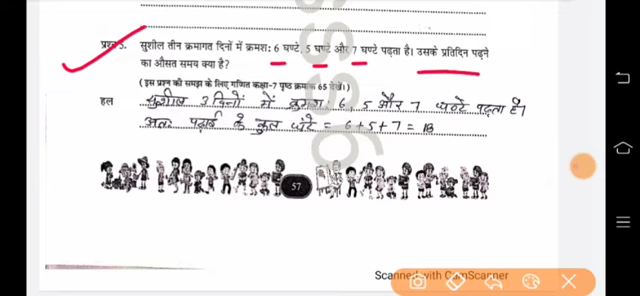 प्रश्न 5. सुशील तीन क्रमागत दिनों में क्रमशः 6 घण्टे, 5 घण्टे और 7 घण्टे पढ़ता है। उसके प्रतिदिन पढ़ने
का औसत समय क्या है?
(इस प्रश्न की समझ के लिए गणित कक्षा-7 पृष्ठ क्रमांक 65 देखें।)
हल सुशील 3 दिनों में क्रमशः 6, 5 और 7 घण्टे पढ़ता है।
अतः पढ़ाई के कुल घंटे = 6+5+7 = 18
57
Scanned with CamScanner